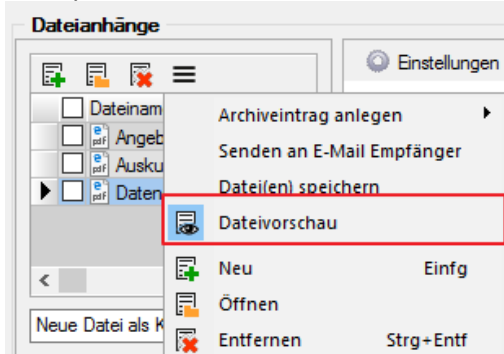 Dateianhänge
Einstellungen
Dateinam
Angeb
Ausku
Daten
Archiveintrag anlegen
Senden an E-Mail Empfänger
Datei(en) speichern
Dateivorschau
Neu Einfg
Öffnen
Entfernen Strg+Entf
Neue Datei als K